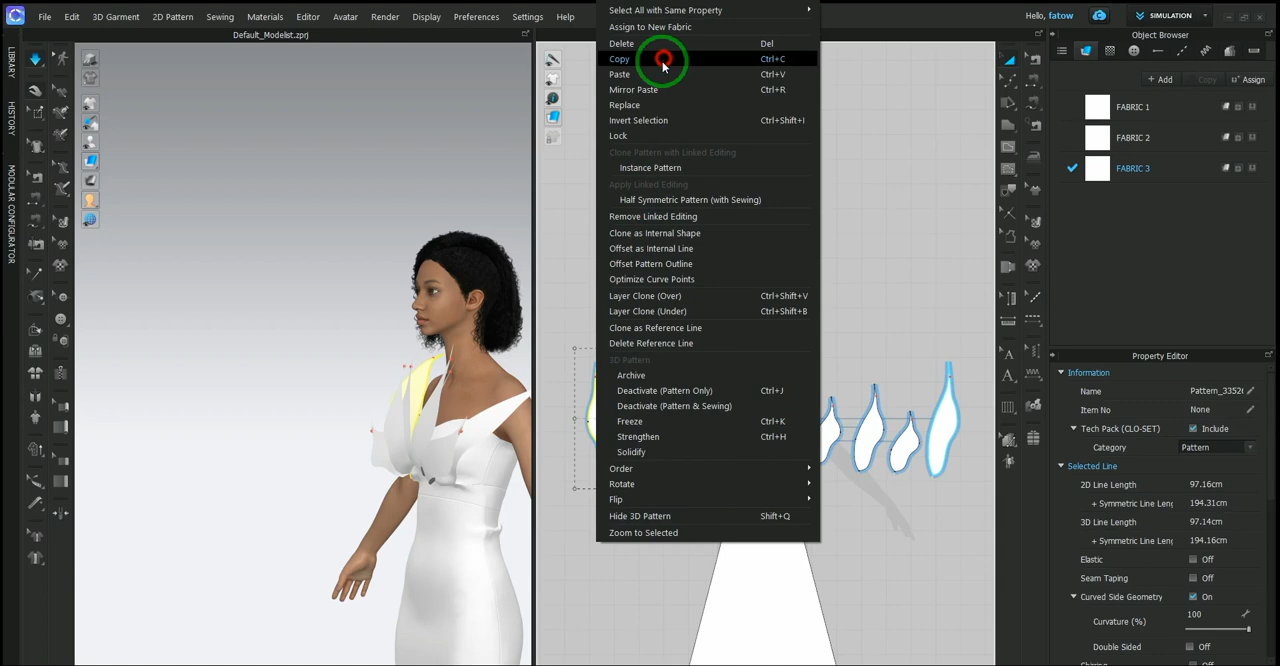 File Edit 3D Garment 2D Pattern Sewing Materials Editor Avatar Render Display Preferences Settings Help
Hello, fatow
SIMULATION
Default_Modelist.zprj
LIBRARY
HISTORY
MODULAR CONFIGURATOR
Select All with Same Property
Assign to New Fabric
Delete Del
Copy Ctrl+C
Paste Ctrl+V
Mirror Paste Ctrl+R
Replace
Invert Selection Ctrl+Shift+I
Lock
Clone Pattern with Linked Editing
Instance Pattern
Apply Linked Editing
Half Symmetric Pattern (with Sewing)
Remove Linked Editing
Clone as Internal Shape
Offset as Internal Line
Offset Pattern Outline
Optimize Curve Points
Layer Clone (Over) Ctrl+Shift+V
Layer Clone (Under) Ctrl+Shift+B
Clone as Reference Line
Delete Reference Line
3D Pattern
Archive
Deactivate (Pattern Only) Ctrl+J
Deactivate (Pattern & Sewing)
Freeze Ctrl+K
Strengthen Ctrl+H
Solidify
Order
Rotate
Flip
Hide 3D Pattern Shift+Q
Zoom to Selected
Object Browser
+ Add Copy Assign
FABRIC 1
FABRIC 2
FABRIC 3
Property Editor
Information
Name Pattern_3352
Item No None
Tech Pack (CLO-SET) Include
Category Pattern
Selected Line
2D Line Length 97.16cm
+ Symmetric Line Leng 194.31cm
3D Line Length 97.14cm
+ Symmetric Line Leng 194.16cm
Elastic Off
Seam Taping Off
Curved Side Geometry On
Curvature (%) 100
Double Sided Off